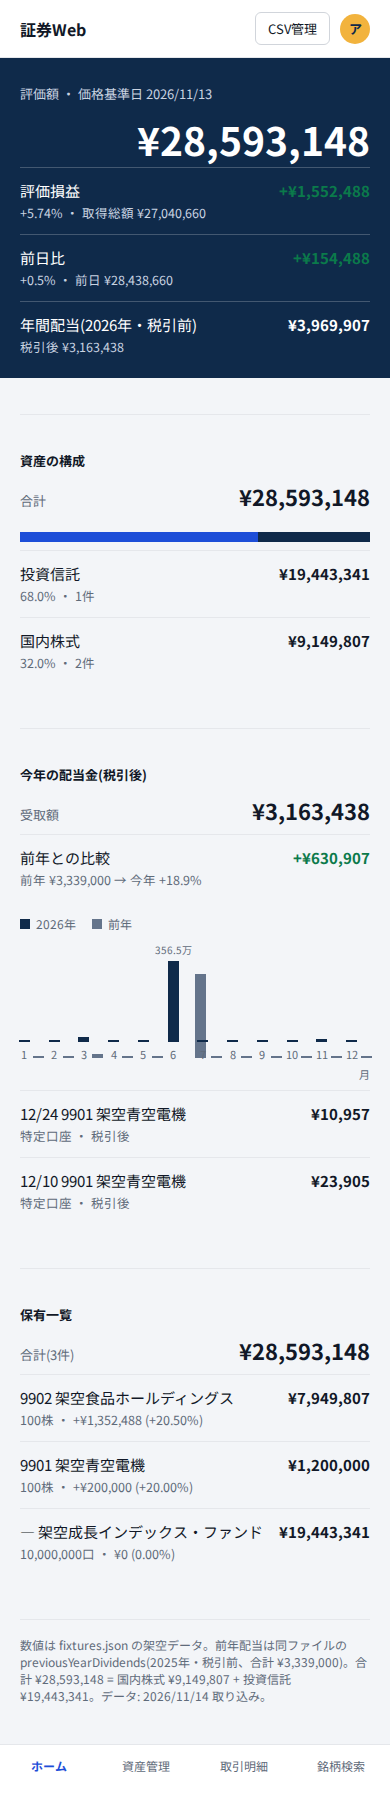 証券Web
CSV管理
ア
評価額 ・ 価格基準日 2026/11/13
¥28,593,148
評価損益 +¥1,552,488
+5.74% ・ 取得総額 ¥27,040,660
前日比 +¥154,488
+0.5% ・ 前日 ¥28,438,660
年間配当(2026年・税引前) ¥3,969,907
税引後 ¥3,163,438
資産の構成
合計 ¥28,593,148
投資信託 ¥19,443,341
68.0% ・ 1件
国内株式 ¥9,149,807
32.0% ・ 2件
今年の配当金(税引後)
受取額 ¥3,163,438
前年との比較 +¥630,907
前年 ¥3,339,000 → 今年 +18.9%
2026年 前年
356.5万
1 2 3 4 5 6 8 9 10 11 12
月
12/24 9901 架空青空電機 ¥10,957
特定口座 ・ 税引後
12/10 9901 架空青空電機 ¥23,905
特定口座 ・ 税引後
保有一覧
合計(3件) ¥28,593,148
9902 架空食品ホールディングス ¥7,949,807
100株 ・ +¥1,352,488 (+20.50%)
9901 架空青空電機 ¥1,200,000
100株 ・ +¥200,000 (+20.00%)
— 架空成長インデックス・ファンド ¥19,443,341
10,000,000口 ・ ¥0 (0.00%)
数値は fixtures.json の架空データ。前年配当は同ファイルの
previousYearDividends(2025年・税引前、合計 ¥3,339,000)。合
計 ¥28,593,148 = 国内株式 ¥9,149,807 + 投資信託
¥19,443,341。データ: 2026/11/14 取り込み。
ホーム 資産管理 取引明細 銘柄検索